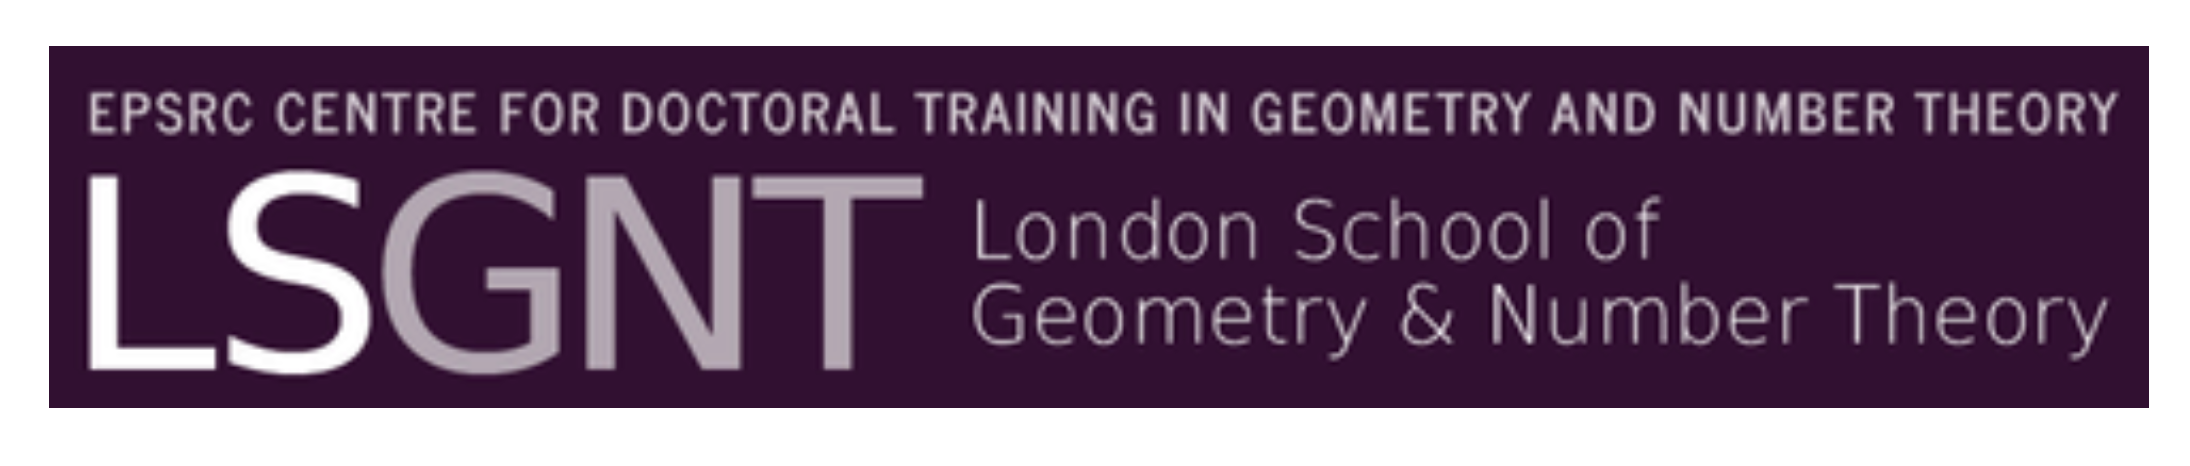 EPSRC CENTRE FOR DOCTORAL TRAINING IN GEOMETRY AND NUMBER THEORY
LSGNT
London School of
Geometry & Number Theory